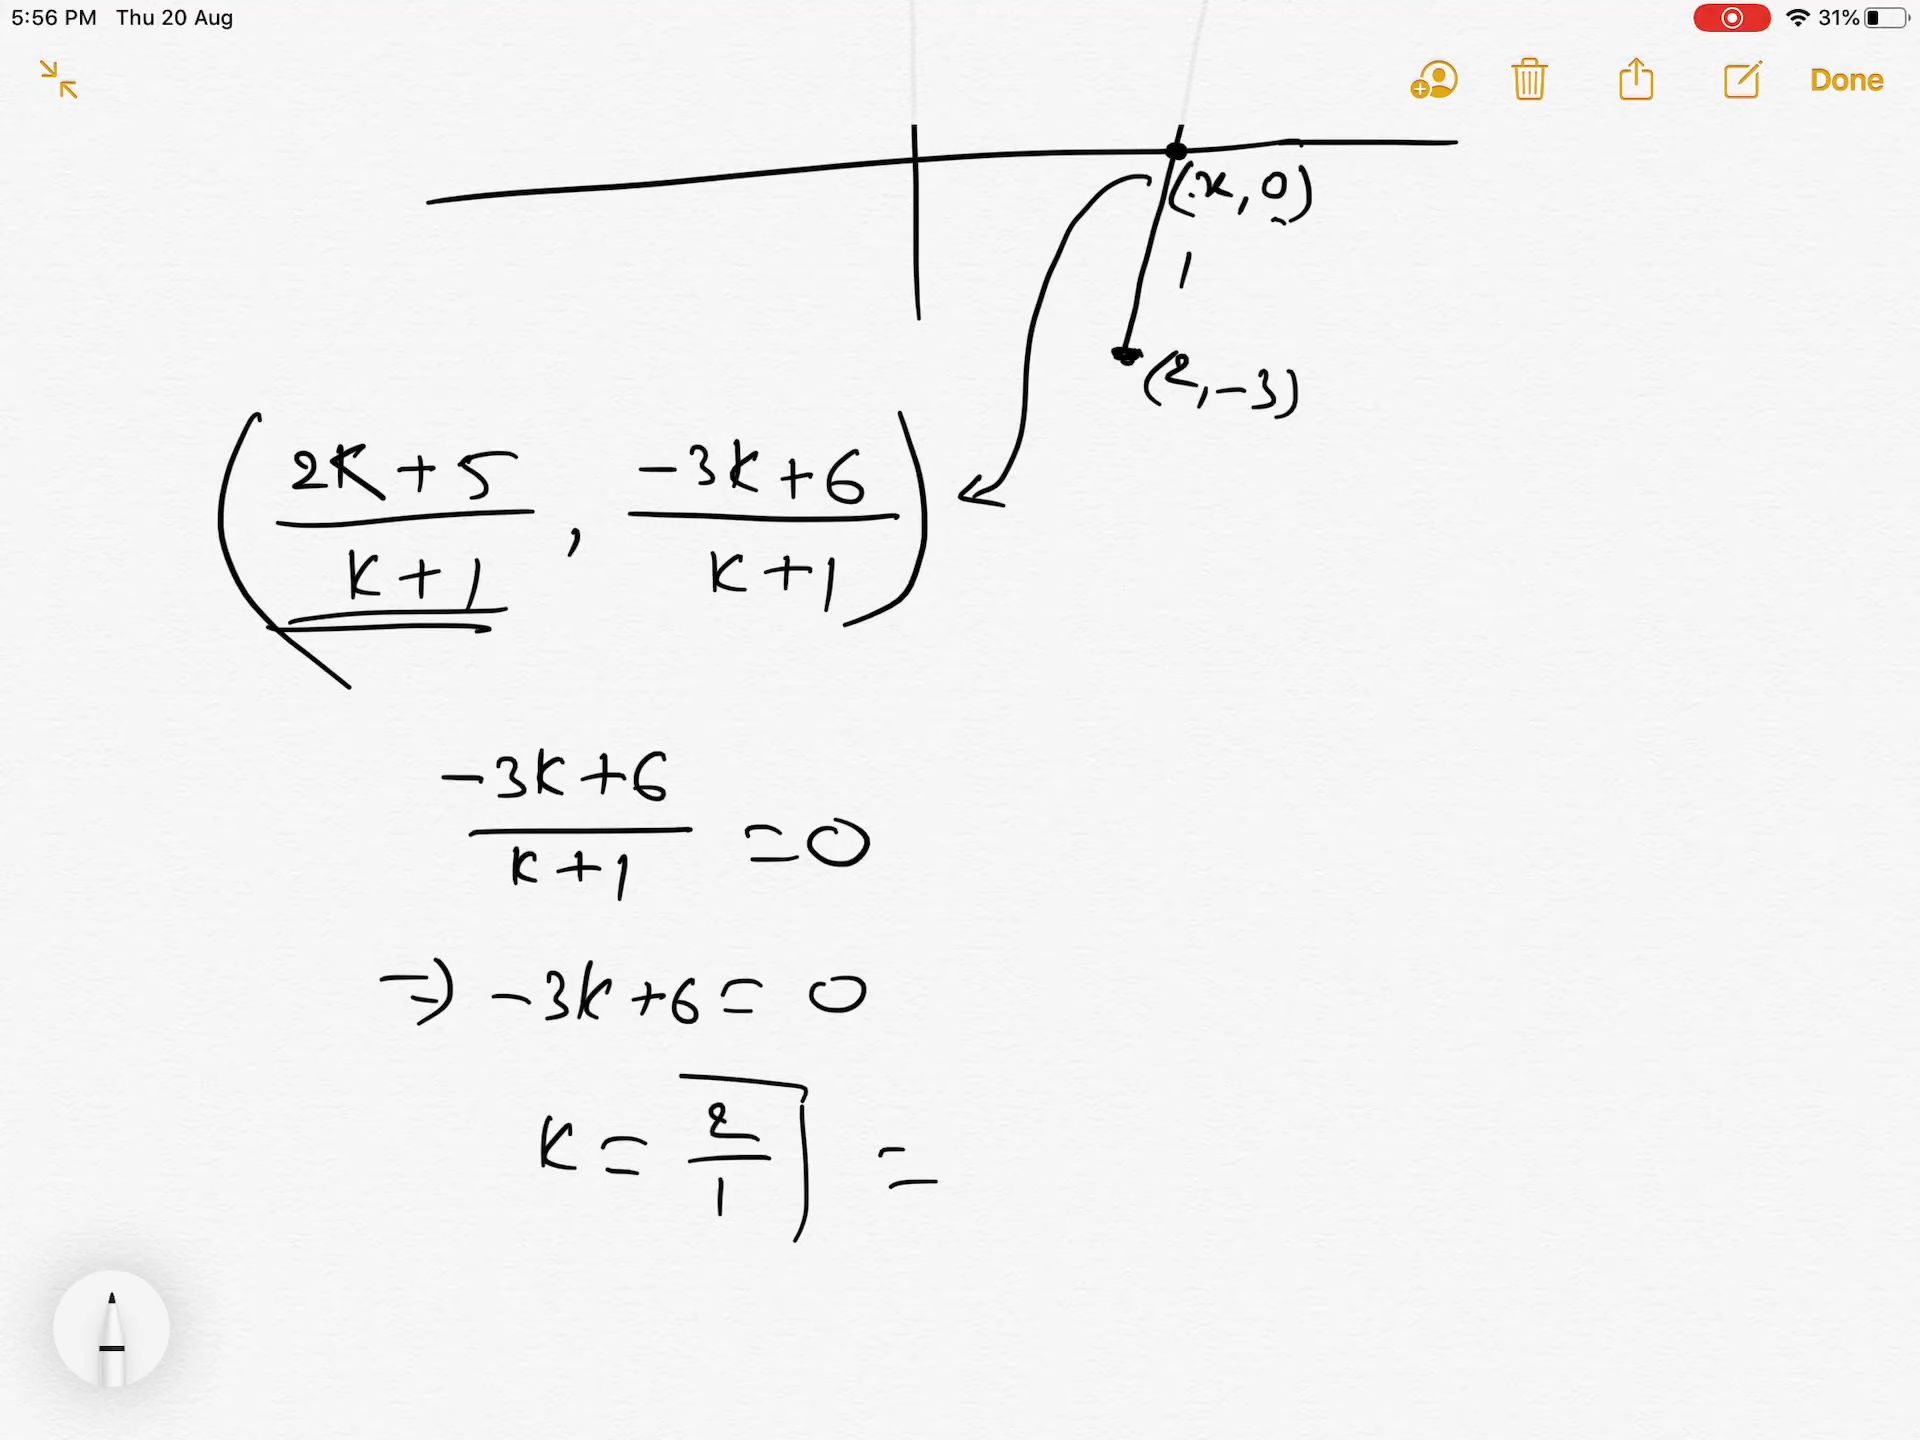 5:56 PM Thu 20 Aug 31%
Done
(x, 0)
1
(2, -3)
(2K+5/K+1, -3K+6/K+1)
-3K+6/K+1 = 0
⇒ -3K+6 = 0
K = 2/1 =